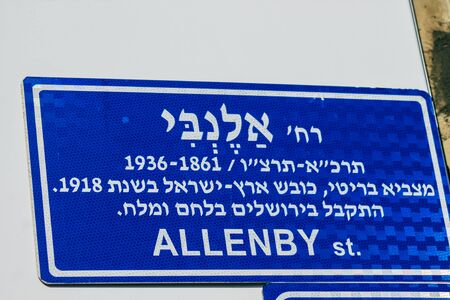 רח' אַלֶנְבִּי
תרכ"א-תרצ"ו / 1936-1861
מצביא בריטי, כובש ארץ-ישראל בשנת 1918.
התקבל בירושלים בלחם ומלח.
ALLENBY st.